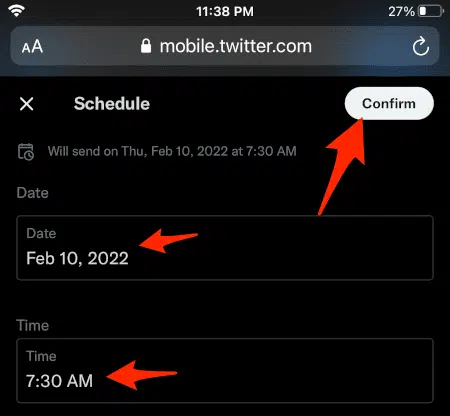 11:38 PM
27%
AA
mobile.twitter.com
Schedule
Confirm
Will send on Thu, Feb 10, 2022 at 7:30 AM
Date
Date
Feb 10, 2022
Time
Time
7:30 AM